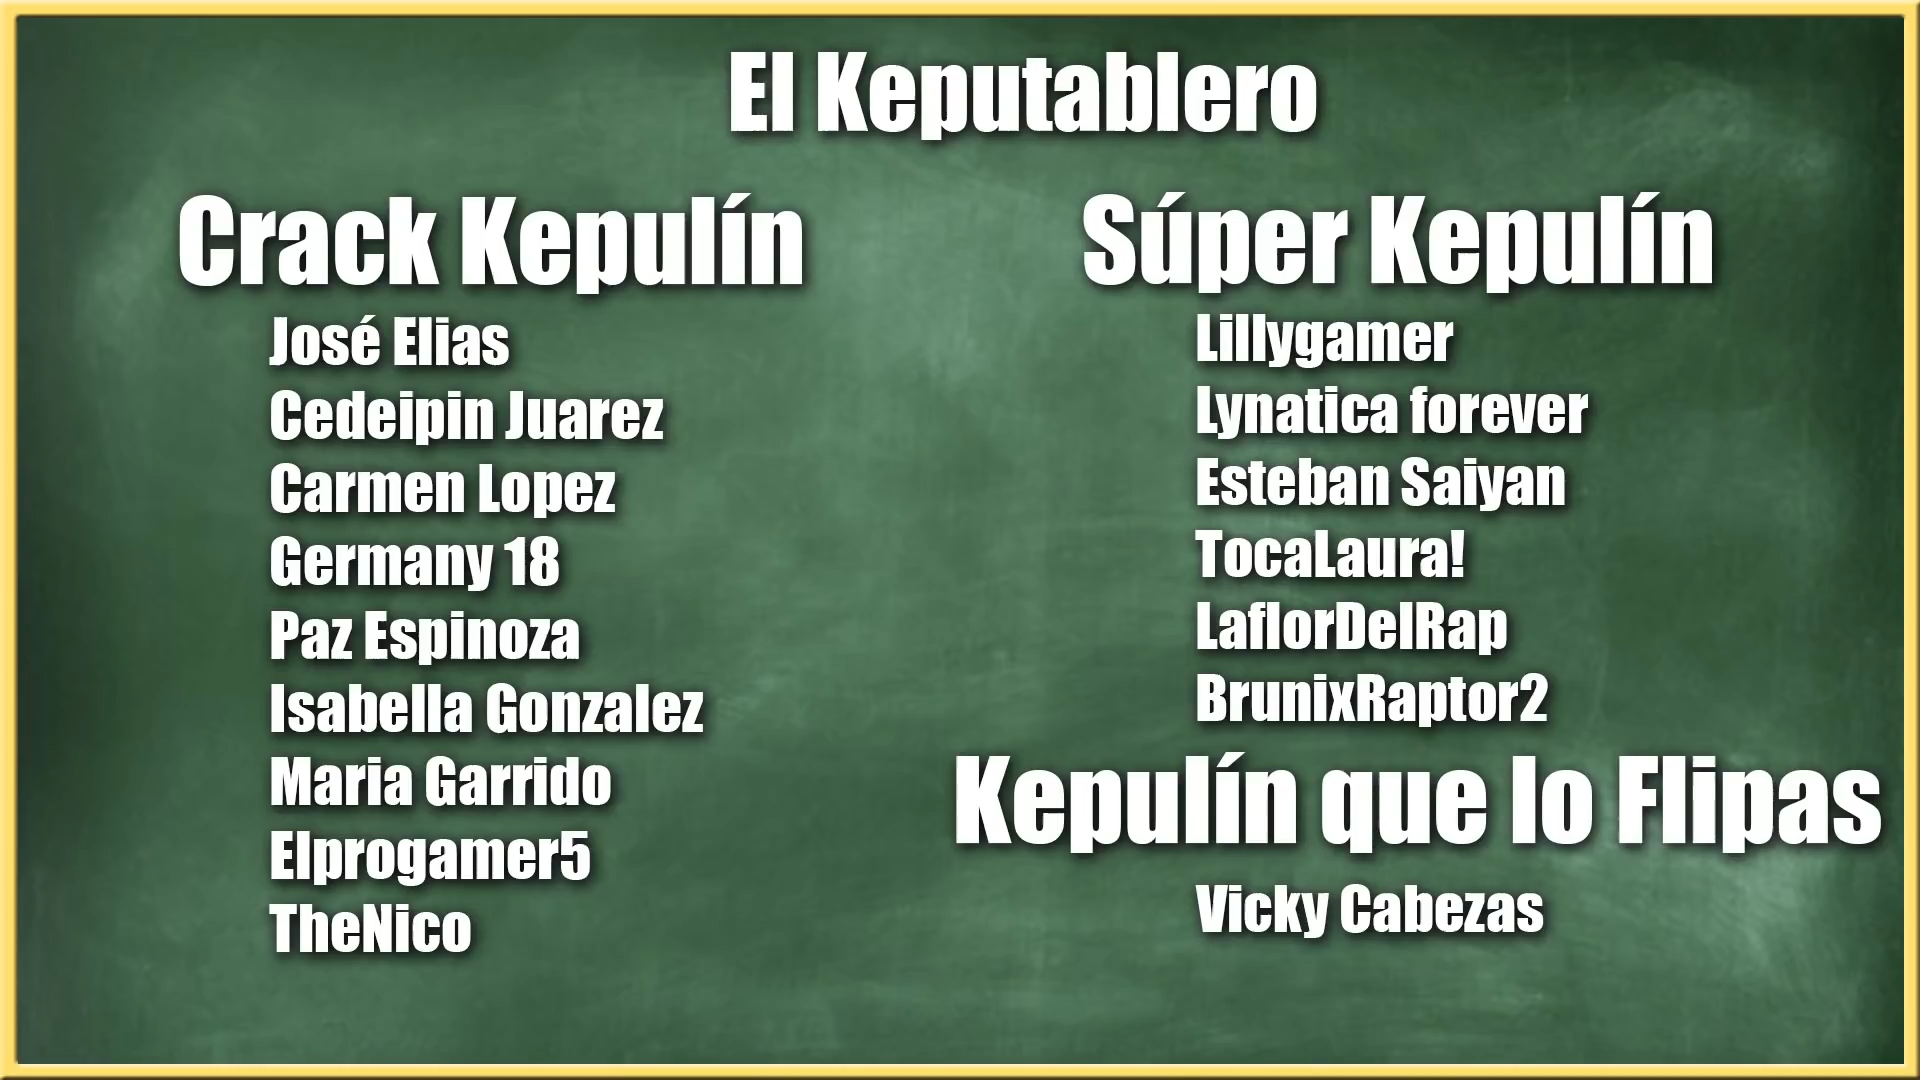 El Keputablero
Crack Kepulín
José Elias
Cedeipin Juarez
Carmen Lopez
Germany 18
Paz Espinoza
Isabella Gonzalez
Maria Garrido
Elprogamer5
TheNico
Súper Kepulín
Lillygamer
Lynatica forever
Esteban Saiyan
TocaLaura!
LaflorDelRap
BrunixRaptor2
Kepulín que lo Flipas
Vicky Cabezas